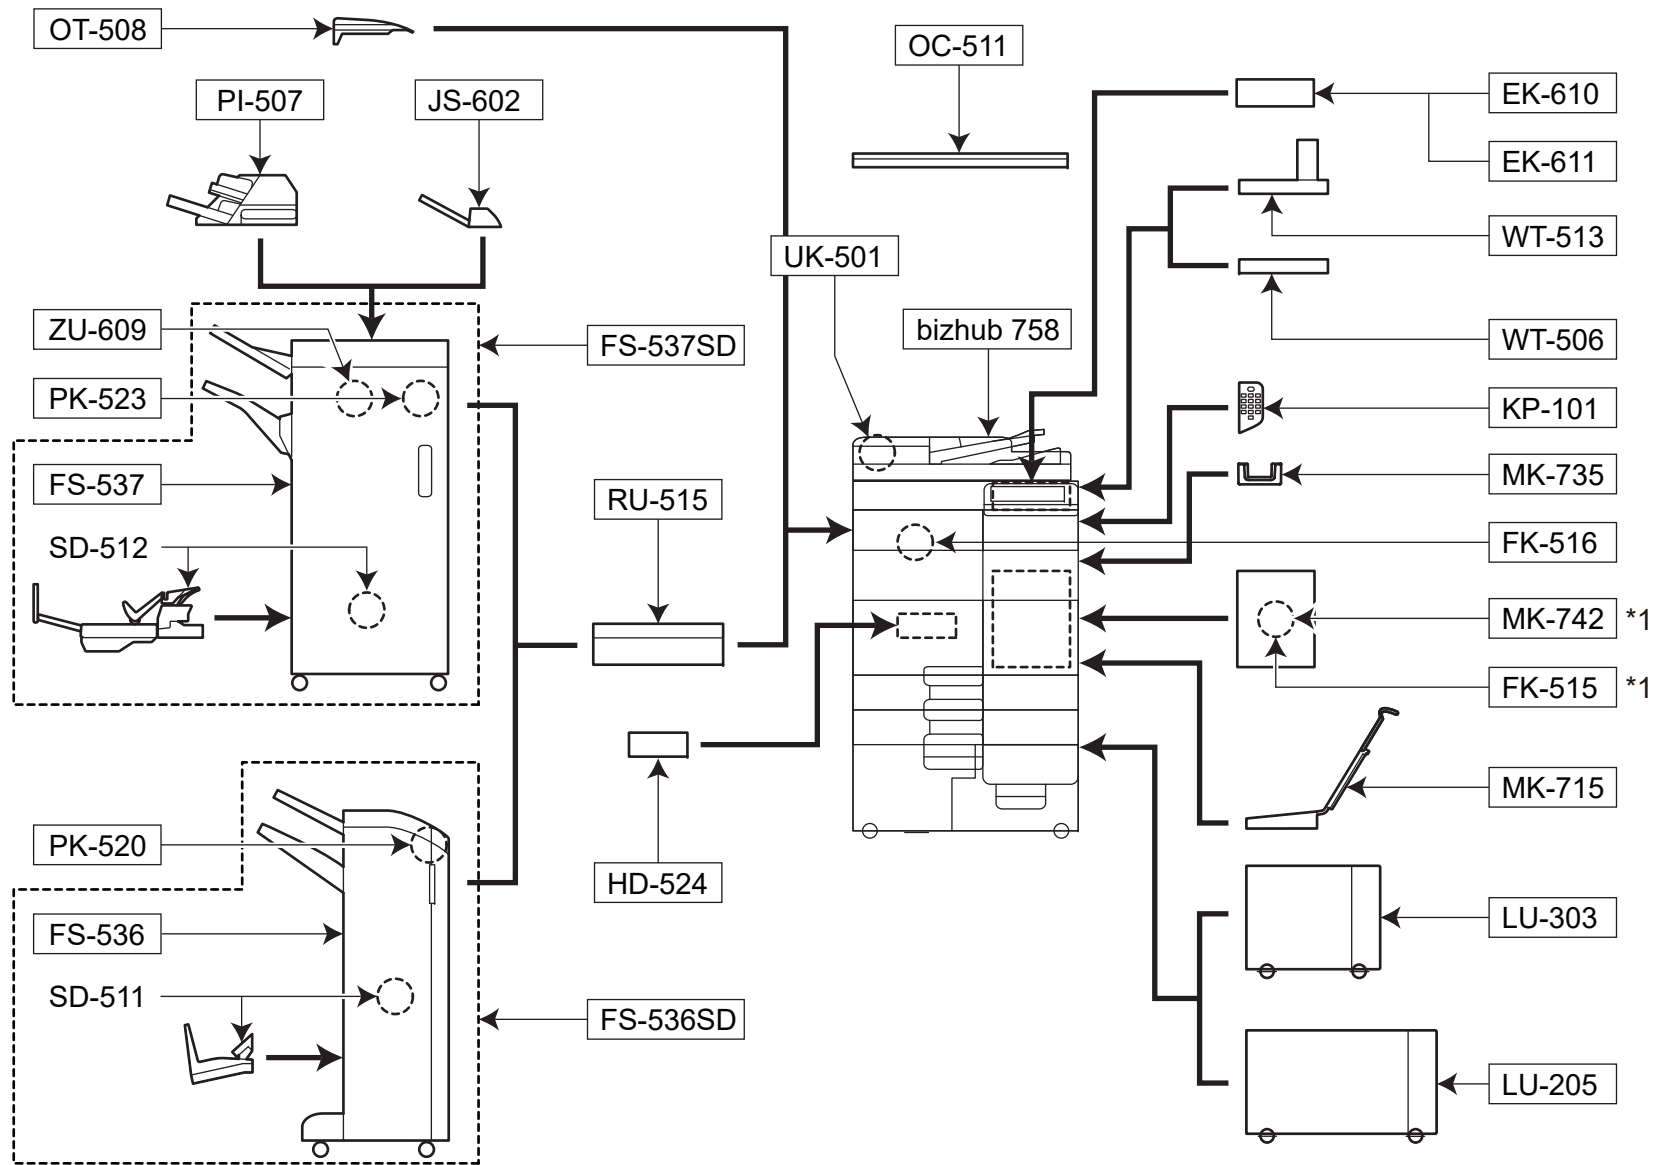 OT-508
OC-511
PI-507
JS-602
EK-610
EK-611
WT-513
UK-501
ZU-609
FS-537SD
bizhub 758
WT-506
PK-523
KP-101
FS-537
RU-515
MK-735
SD-512
FK-516
MK-742 *1
FK-515 *1
MK-715
PK-520
HD-524
FS-536
LU-303
SD-511
FS-536SD
LU-205